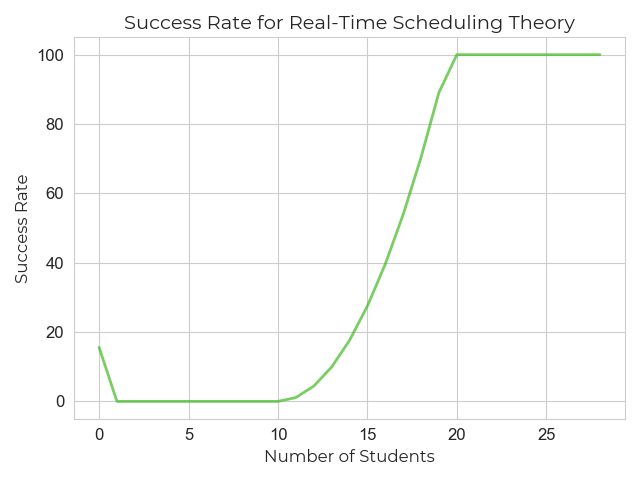 Success Rate for Real-Time Scheduling Theory
100
80
60
40
20
0
Success Rate
0 5 10 15 20 25
Number of Students